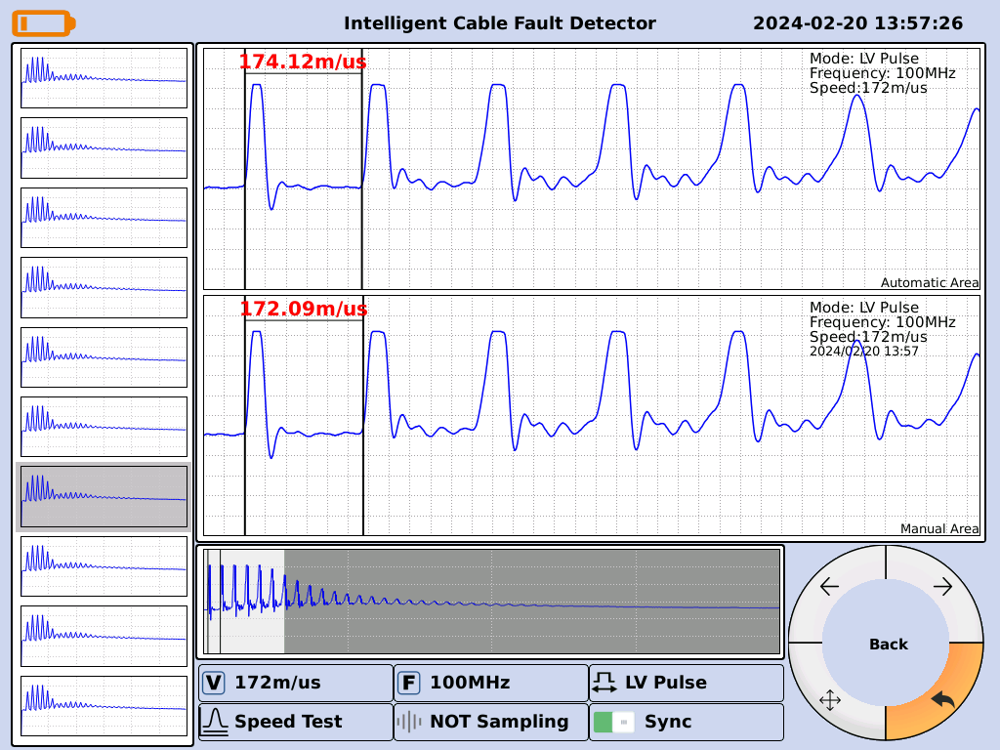 Intelligent Cable Fault Detector
2024-02-20 13:57:26
174.12m/us
Mode: LV Pulse
Frequency: 100MHz
Speed:172m/us
Automatic Area
172.09m/us
Mode: LV Pulse
Frequency: 100MHz
Speed:172m/us
2024/02/20 13:57
Manual Area
V 172m/us
F 100MHz
LV Pulse
Speed Test
NOT Sampling
Sync
Back